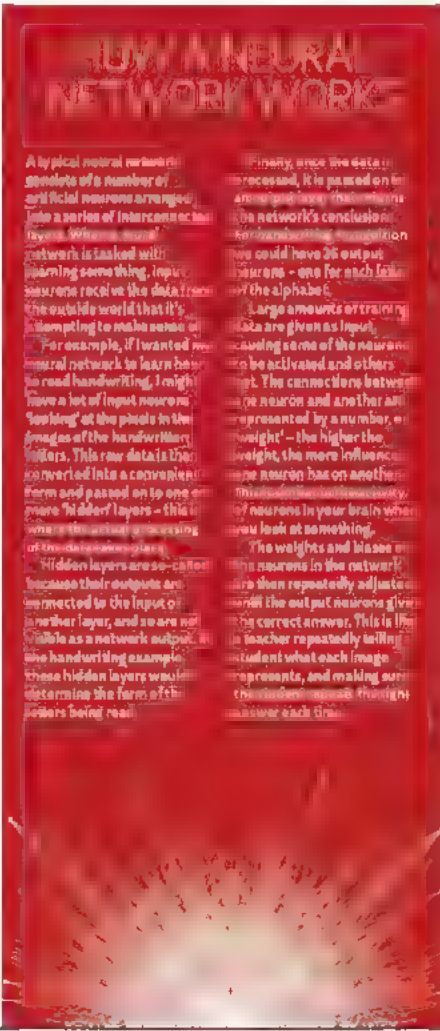 HOW A NEURAL
NETWORK WORKS
A typical neural network
consists of a number of
artificial neurons arranged
into a series of interconnected
layers. When a neural
network is tasked with
learning something, input
neurons receive the data from
the outside world that it's
attempting to make sense of.
For example, if I wanted my
neural network to learn how
to read handwriting, I might
have a lot of input neurons
'looking' at the pixels in the
images of the handwritten
letters. This raw data is then
converted into a convenient
form and passed on to one or
more 'hidden' layers – this is
where the actual processing
of the data takes place.
Hidden layers are so-called
because their outputs are
connected to the input of
another layer, and so are not
visible as a network output. In
the handwriting example,
these hidden layers would
determine the form of the
letters being read.
Finally, once the data is
processed, it is passed on to
an output layer that
the network's conclusions.
For handwriting recognition
we could have 26 output
neurons – one for each letter
of the alphabet.
Large amounts of training
data are given as input,
causing some of the neurons
to be activated and others
not. The connections between
one neuron and another are
represented by a number, or
'weight' – the higher the
weight, the more influence
one neuron has on another.
of neurons in your brain when
you look at something.
The weights and biases of
the neurons in the network
are then repeatedly adjusted
until the output neurons give
the correct answer. This is like
a teacher repeatedly telling a
student what each image
represents, and making sure
the student
answer each time.